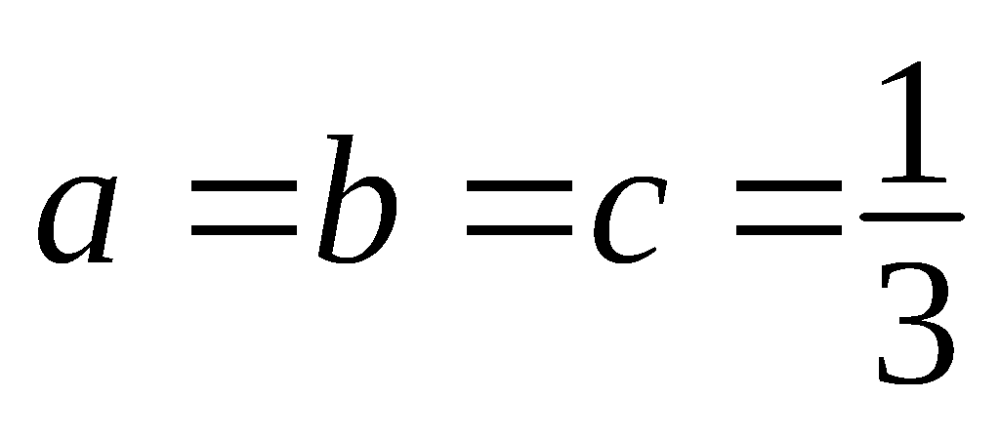 a = b = c = 1/3